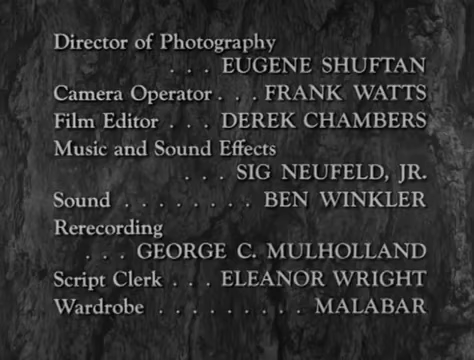 Director of Photography
. . . EUGENE SHUFTAN
Camera Operator . . . FRANK WATTS
Film Editor . . . DEREK CHAMBERS
Music and Sound Effects
. . . SIG NEUFELD, JR.
Sound . . . . . . . . BEN WINKLER
Rerecording
. . . GEORGE C. MULHOLLAND
Script Clerk . . . ELEANOR WRIGHT
Wardrobe . . . . . . . . . MALABAR